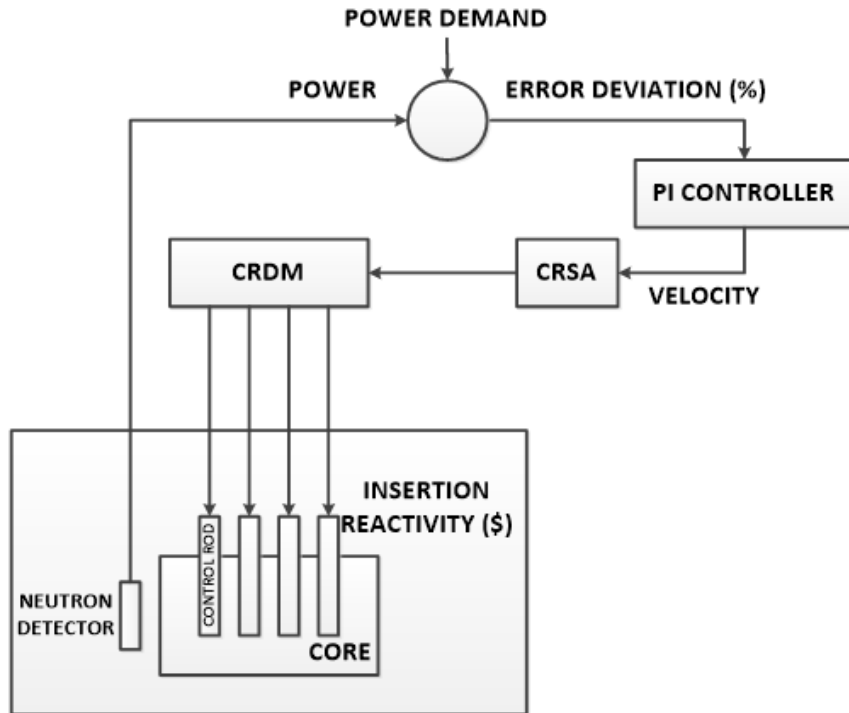 POWER DEMAND
POWER
ERROR DEVIATION (%)
PI CONTROLLER
CRDM
CRSA
VELOCITY
INSERTION
REACTIVITY ($)
CONTROL ROD
NEUTRON
DETECTOR
CORE